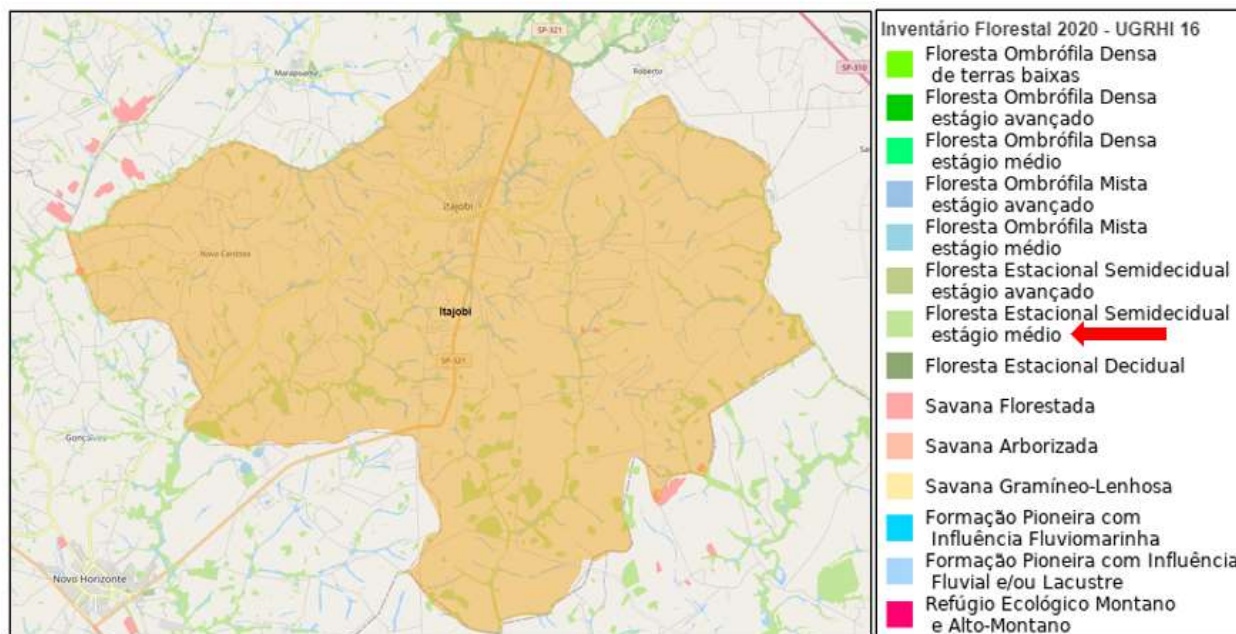 SP-321
SP-310
Marapoama
Roberto
Itajobi
Novo Cardoso
Itajobi
SP-321
Gonçalves
Novo Horizonte
Inventário Florestal 2020 - UGRHI 16
Floresta Ombrófila Densa
de terras baixas
Floresta Ombrófila Densa
estágio avançado
Floresta Ombrófila Densa
estágio médio
Floresta Ombrófila Mista
estágio avançado
Floresta Ombrófila Mista
estágio médio
Floresta Estacional Semidecidual
estágio avançado
Floresta Estacional Semidecidual
estágio médio
Floresta Estacional Decidual
Savana Florestada
Savana Arborizada
Savana Gramíneo-Lenhosa
Formação Pioneira com
Influência Fluviomarinha
Formação Pioneira com Influência
Fluvial e/ou Lacustre
Refúgio Ecológico Montano
e Alto-Montano